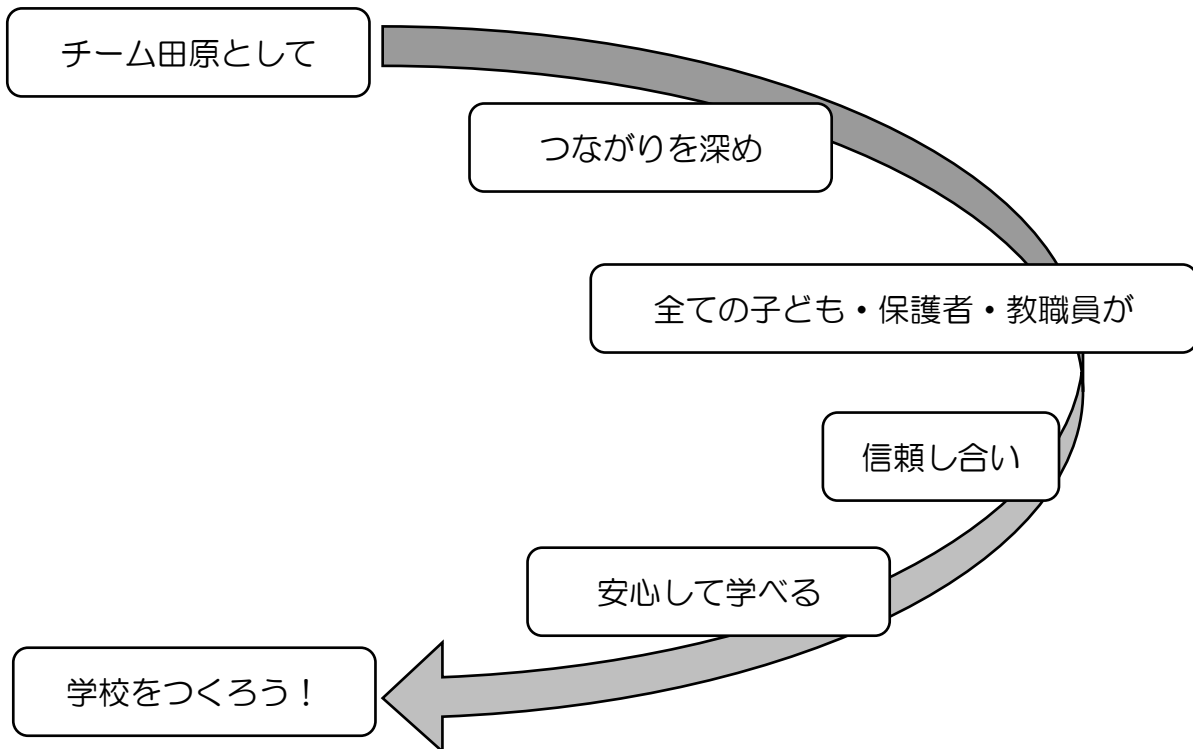 チーム田原として
つながりを深め
全ての子ども・保護者・教職員が
信頼し合い
安心して学べる
学校をつくろう！